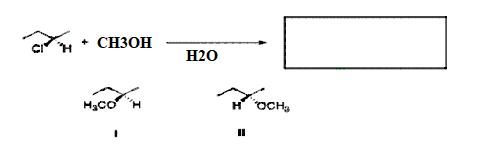 Cl H + CH3OH
H2O
H₃CO H H OCH₃
I II